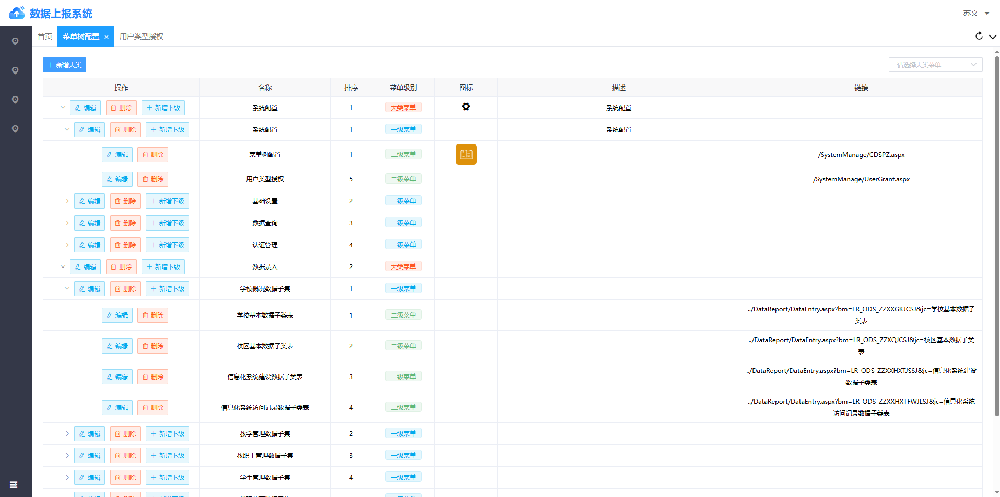 数据上报系统
苏文
首页 菜单树配置 × 用户类型授权
+ 新增大类 请选择大类菜单
操作 名称 排序 菜单级别 图标 描述 链接
编辑 删除 + 新增下级 系统配置 1 大类菜单 系统配置
编辑 删除 + 新增下级 系统配置 1 一级菜单 系统配置
编辑 删除 菜单树配置 1 二级菜单 /SystemManage/CDSPZ.aspx
编辑 删除 用户类型授权 5 二级菜单 /SystemManage/UserGrant.aspx
编辑 删除 + 新增下级 基础设置 2 一级菜单
编辑 删除 + 新增下级 数据查询 3 一级菜单
编辑 删除 + 新增下级 认证管理 4 一级菜单
编辑 删除 + 新增下级 数据录入 2 大类菜单
编辑 删除 + 新增下级 学校概况数据子集 1 一级菜单
编辑 删除 学校基本数据子类表 1 二级菜单 ../DataReport/DataEntry.aspx?bm=LR_ODS_ZZXXGKJCSJ&jc=学校基本数据子
类表
编辑 删除 校区基本数据子类表 2 二级菜单 ../DataReport/DataEntry.aspx?bm=LR_ODS_ZZXQJCSJ&jc=校区基本数据子类
表
编辑 删除 信息化系统建设数据子类表 3 二级菜单 ../DataReport/DataEntry.aspx?bm=LR_ODS_ZZXXHXTJSSJ&jc=信息化系统建设
数据子类表
编辑 删除 信息化系统访问记录数据子类表 4 二级菜单 ../DataReport/DataEntry.aspx?bm=LR_ODS_ZZXXHXTFWJLSJ&jc=信息化系统
访问记录数据子类表
编辑 删除 + 新增下级 教学管理数据子集 2 一级菜单
编辑 删除 + 新增下级 教职工管理数据子集 3 一级菜单
编辑 删除 + 新增下级 学生管理数据子集 4 一级菜单